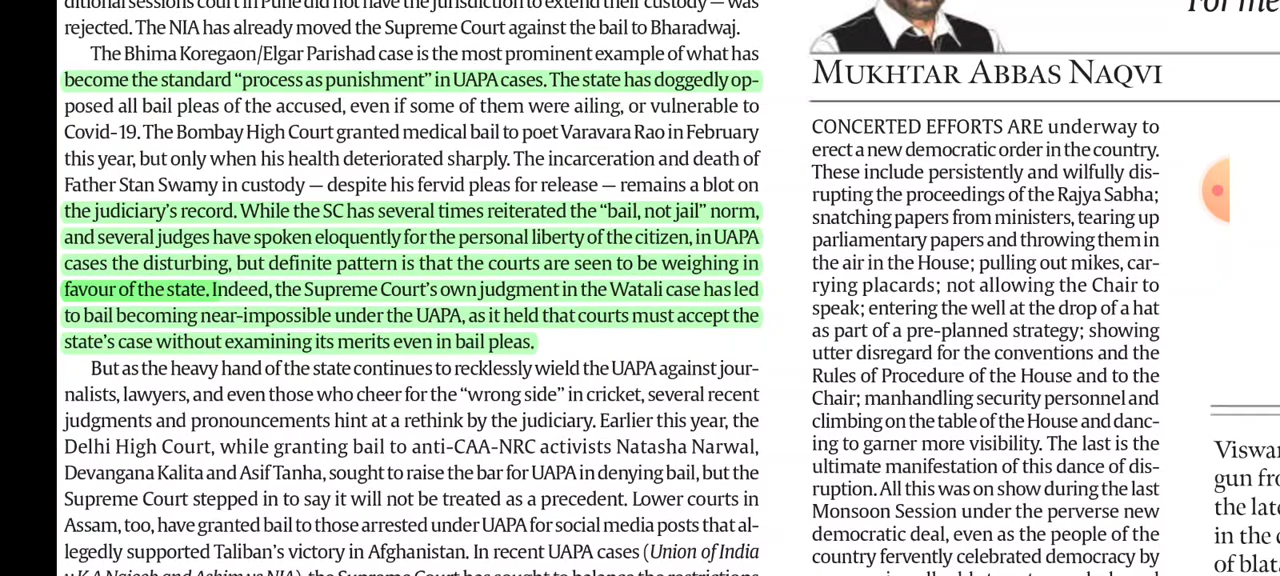 ditional sessions court in Pune did not have the jurisdiction to extend their custody — was
rejected. The NIA has already moved the Supreme Court against the bail to Bharadwaj.
The Bhima Koregaon/Elgar Parishad case is the most prominent example of what has
become the standard “process as punishment” in UAPA cases. The state has doggedly op-
posed all bail pleas of the accused, even if some of them were ailing, or vulnerable to
Covid-19. The Bombay High Court granted medical bail to poet Varavara Rao in February
this year, but only when his health deteriorated sharply. The incarceration and death of
Father Stan Swamy in custody — despite his fervid pleas for release — remains a blot on
the judiciary’s record. While the SC has several times reiterated the “bail, not jail” norm,
and several judges have spoken eloquently for the personal liberty of the citizen, in UAPA
cases the disturbing, but definite pattern is that the courts are seen to be weighing in
favour of the state. Indeed, the Supreme Court’s own judgment in the Watali case has led
to bail becoming near-impossible under the UAPA, as it held that courts must accept the
state’s case without examining its merits even in bail pleas.
But as the heavy hand of the state continues to recklessly wield the UAPA against jour-
nalists, lawyers, and even those who cheer for the “wrong side” in cricket, several recent
judgments and pronouncements hint at a rethink by the judiciary. Earlier this year, the
Delhi High Court, while granting bail to anti-CAA-NRC activists Natasha Narwal,
Devangana Kalita and Asif Tanha, sought to raise the bar for UAPA in denying bail, but the
Supreme Court stepped in to say it will not be treated as a precedent. Lower courts in
Assam, too, have granted bail to those arrested under UAPA for social media posts that al-
legedly supported Taliban’s victory in Afghanistan. In recent UAPA cases (Union of India
v K A Najeeb and Ashim vs NIA), the Supreme Court has sought to balance the restrictions
MUKHTAR ABBAS NAQVI
CONCERTED EFFORTS ARE underway to
erect a new democratic order in the country.
These include persistently and wilfully dis-
rupting the proceedings of the Rajya Sabha;
snatching papers from ministers, tearing up
parliamentary papers and throwing them in
the air in the House; pulling out mikes, car-
rying placards; not allowing the Chair to
speak; entering the well at the drop of a hat
as part of a pre-planned strategy; showing
utter disregard for the conventions and the
Rules of Procedure of the House and to the
Chair; manhandling security personnel and
climbing on the table of the House and danc-
ing to garner more visibility. The last is the
ultimate manifestation of this dance of dis-
ruption. All this was on show during the last
Monsoon Session under the perverse new
democratic deal, even as the people of the
country fervently celebrated democracy by
For me
Viswa
gun fro
the late
in the
of blata